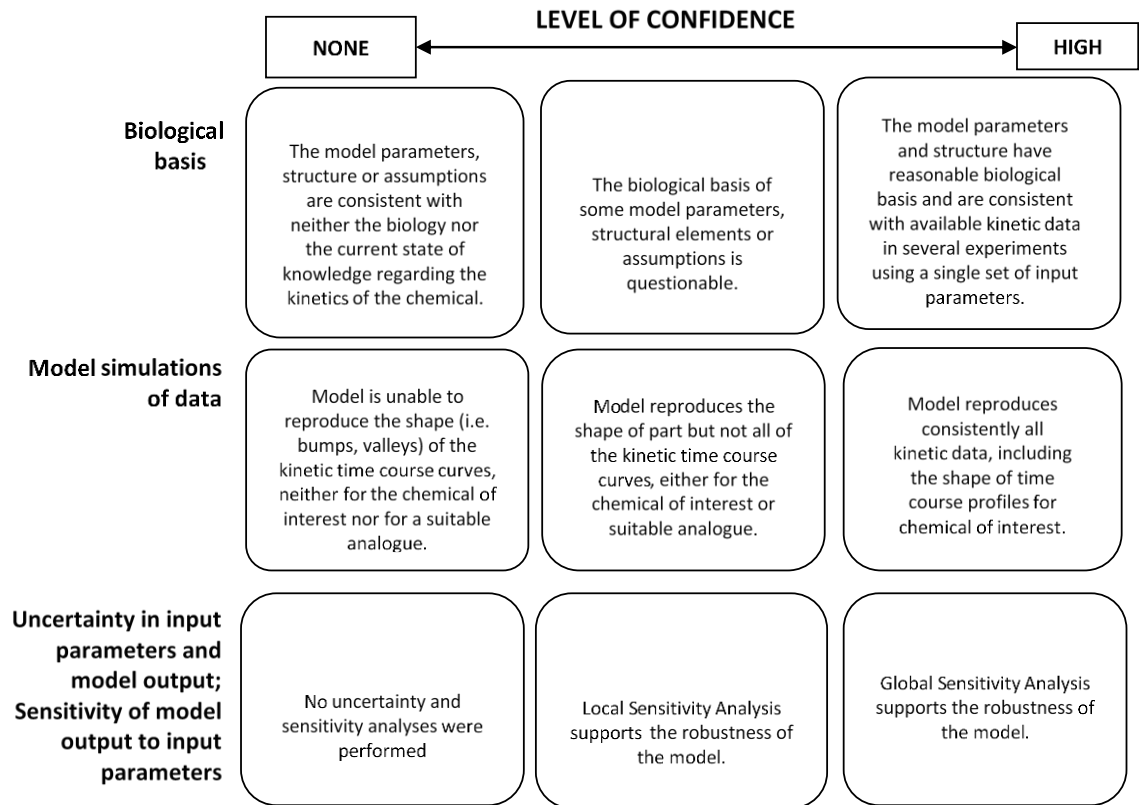 LEVEL OF CONFIDENCE
NONE
HIGH
Biological
basis
The model parameters,
structure or assumptions
are consistent with
neither the biology nor
the current state of
knowledge regarding the
kinetics of the chemical.
The biological basis of
some model parameters,
structural elements or
assumptions is
questionable.
The model parameters
and structure have
reasonable biological
basis and are consistent
with available kinetic data
in several experiments
using a single set of input
parameters.
Model simulations
of data
Model is unable to
reproduce the shape (i.e.
bumps, valleys) of the
kinetic time course curves,
neither for the chemical of
interest nor for a suitable
analogue.
Model reproduces the
shape of part but not all of
the kinetic time course
curves, either for the
chemical of interest or
suitable analogue.
Model reproduces
consistently all
kinetic data, including
the shape of time
course profiles for
chemical of interest.
Uncertainty in input
parameters and
model output;
Sensitivity of model
output to input
parameters
No uncertainty and
sensitivity analyses were
performed
Local Sensitivity Analysis
supports the robustness of
the model.
Global Sensitivity Analysis
supports the robustness of
the model.